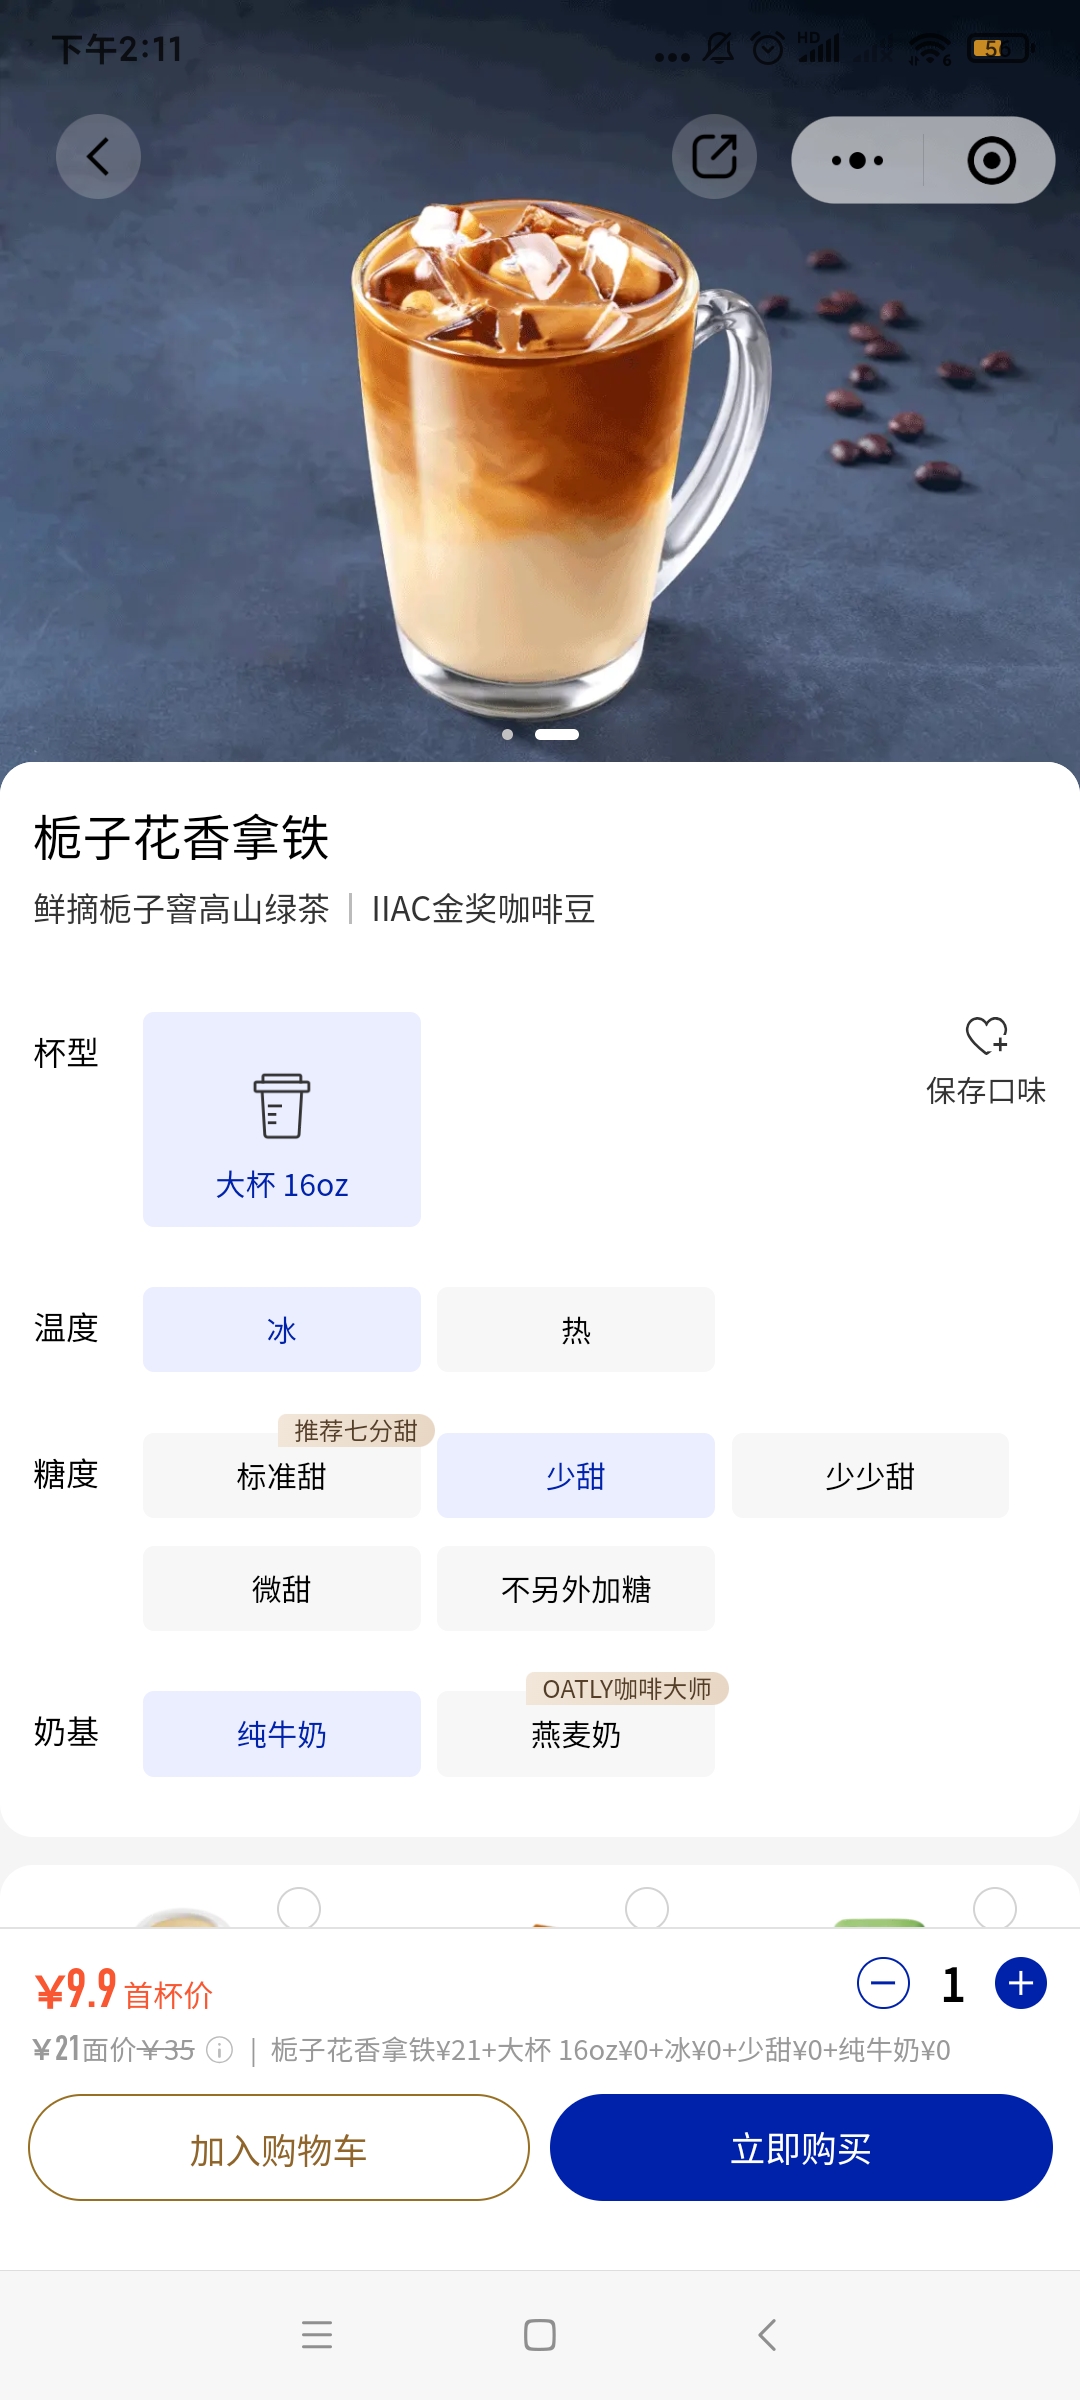 下午2:11
HD
6
56
栀子花香拿铁
鲜摘栀子窨高山绿茶 | IIAC金奖咖啡豆
杯型
大杯 16oz
保存口味
温度
冰
热
推荐七分甜
糖度
标准甜
少甜
少少甜
微甜
不另外加糖
OATLY咖啡大师
奶基
纯牛奶
燕麦奶
¥9.9 首杯价
1
¥21面价¥35 | 栀子花香拿铁¥21+大杯 16oz¥0+冰¥0+少甜¥0+纯牛奶¥0
加入购物车
立即购买